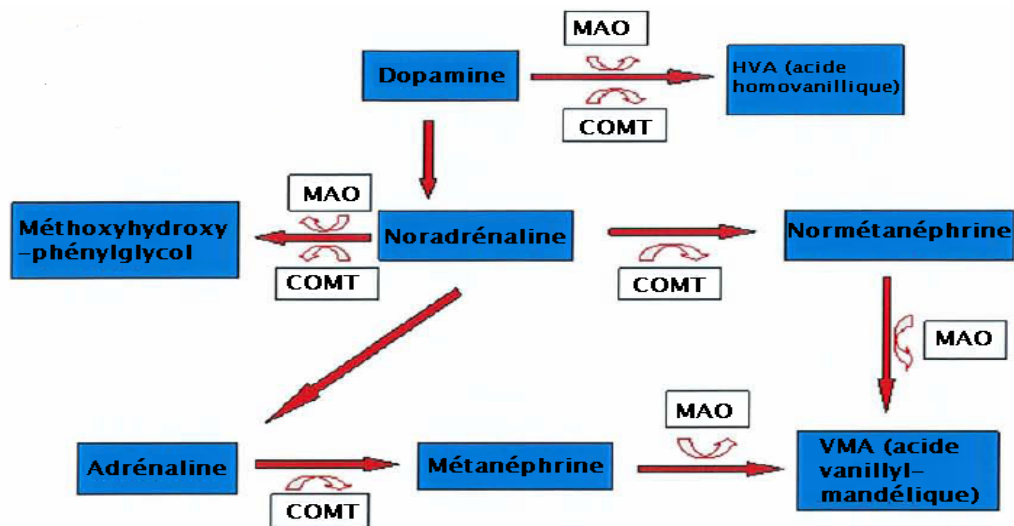 MAO
Dopamine
HVA (acide
homovanillique)
COMT
MAO
Méthoxyhydroxy
-phénylglycol
Noradrénaline
Normétanéphrine
COMT
COMT
MAO
MAO
Adrénaline
Métanéphrine
VMA (acide
vanillyl-
mandélique)
COMT